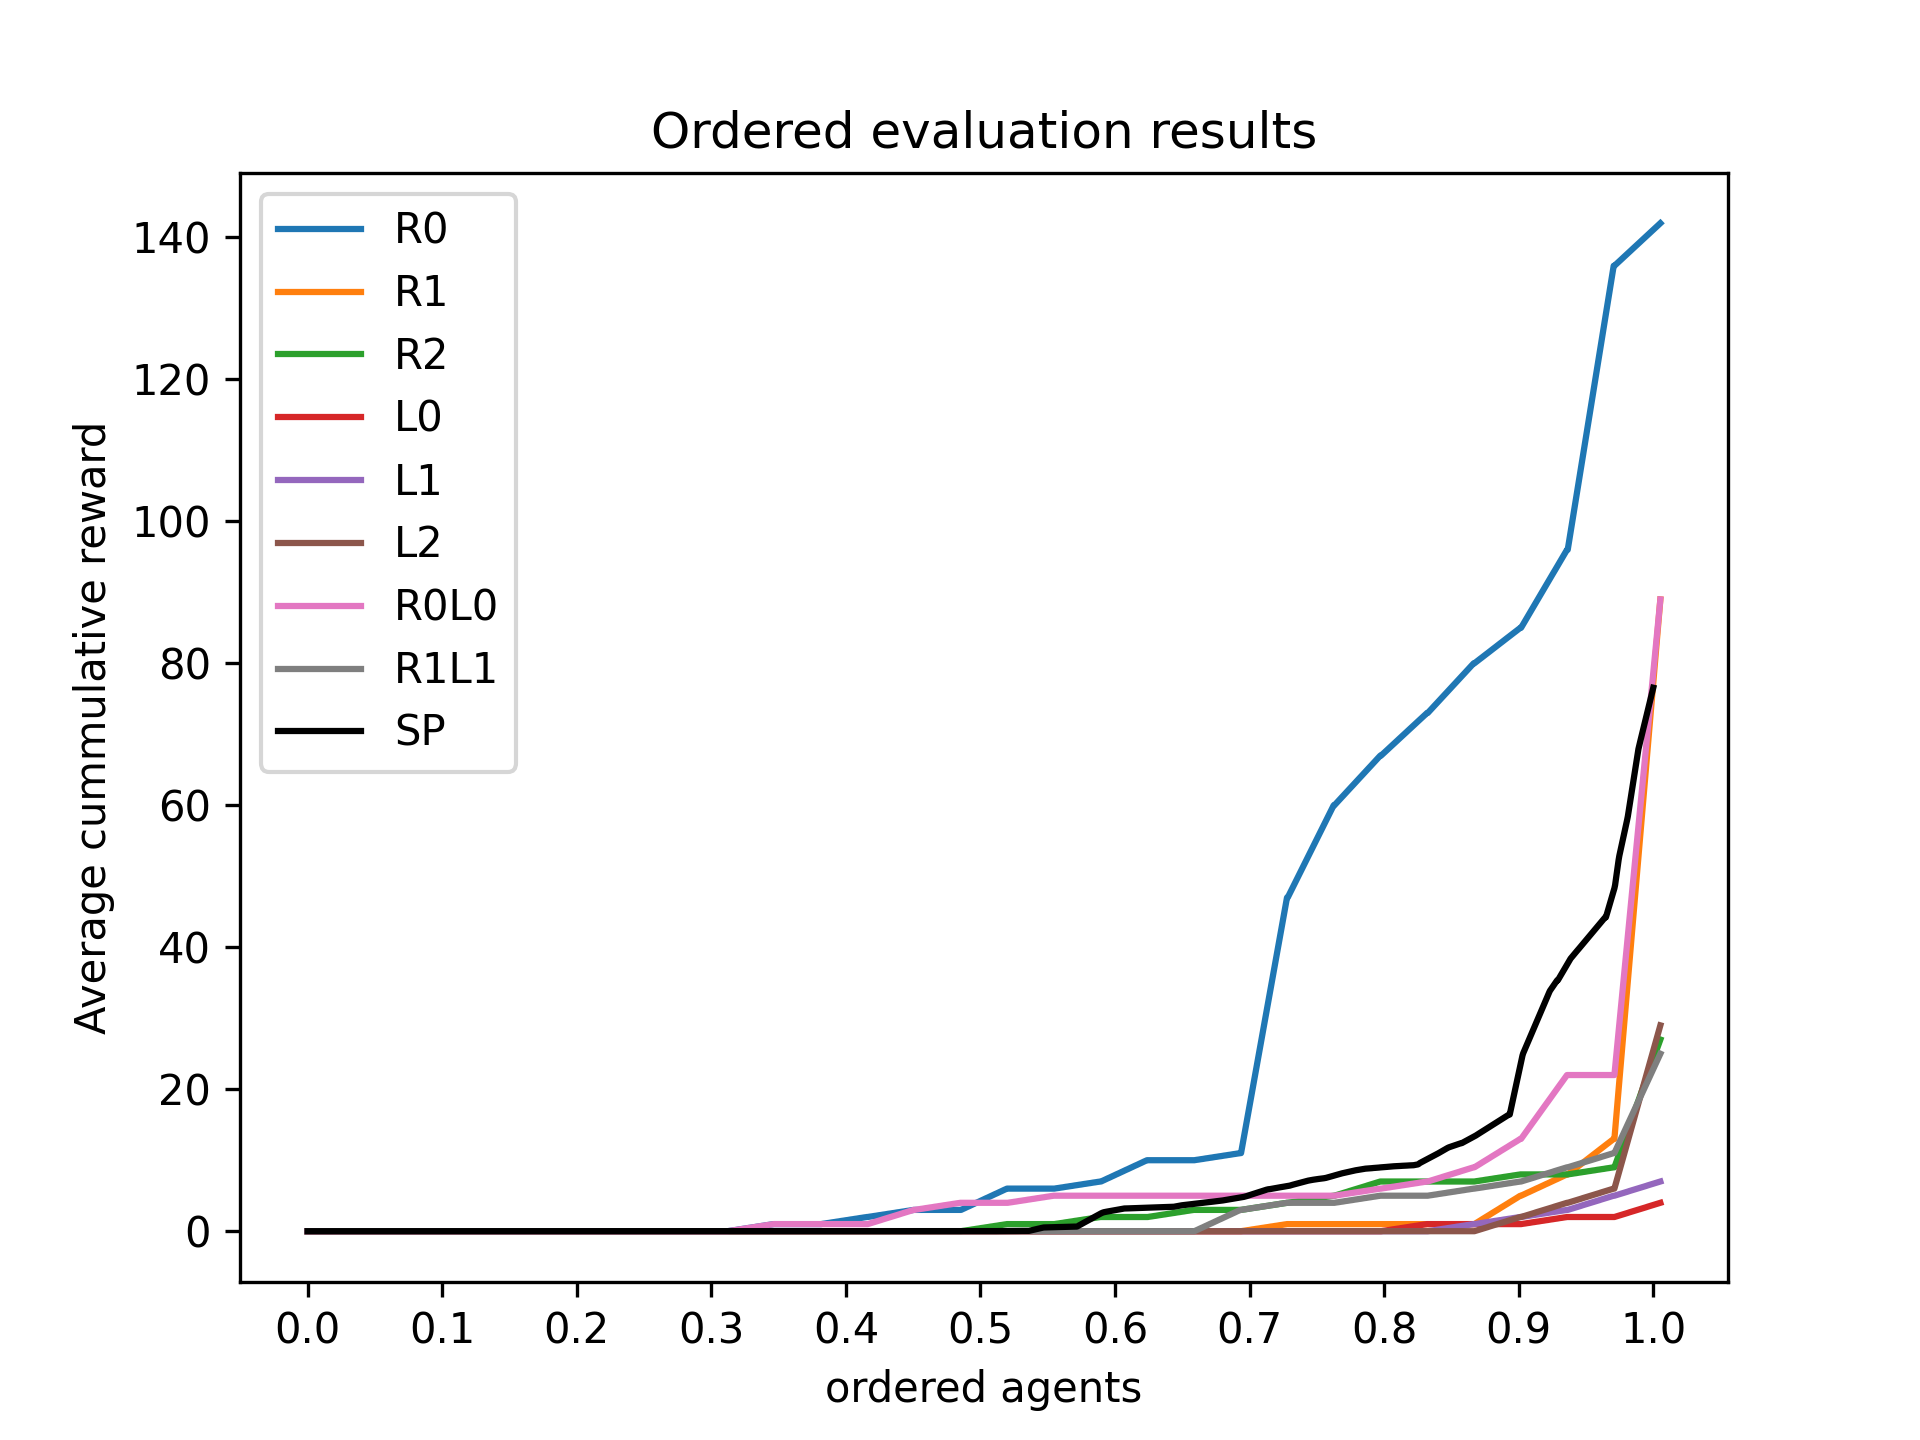 Ordered evaluation results
Average cummulative reward
140
120
100
80
60
40
20
0
R0
R1
R2
L0
L1
L2
R0L0
R1L1
SP
0.0 0.1 0.2 0.3 0.4 0.5 0.6 0.7 0.8 0.9 1.0
ordered agents